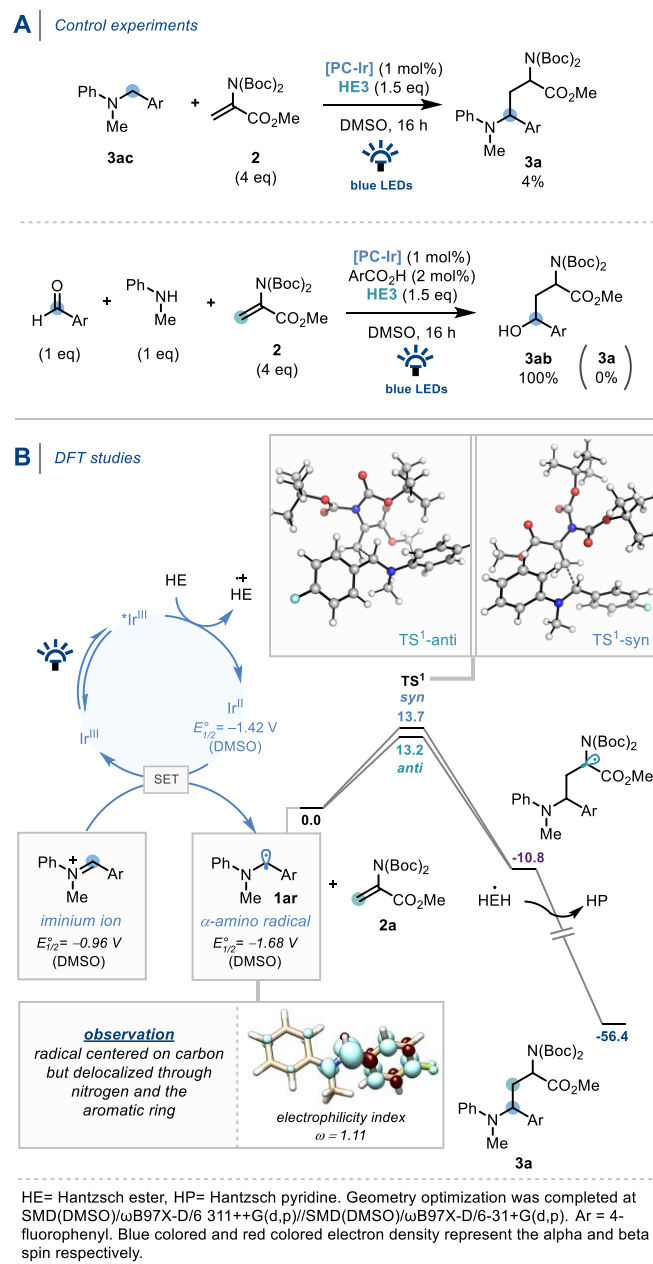 A
Control experiments
[PC-Ir] (1 mol%)
HE3 (1.5 eq)
DMSO, 16 h
blue LEDs
Ph
N
Me
Ar
3ac
+
N(Boc)₂
CO₂Me
2
(4 eq)
N(Boc)₂
CO₂Me
Ph
N
Me
Ar
3a
4%
[PC-Ir] (1 mol%)
ArCO₂H (2 mol%)
HE3 (1.5 eq)
DMSO, 16 h
blue LEDs
O
H
Ar
(1 eq)
+
Ph
NH
Me
(1 eq)
+
N(Boc)₂
CO₂Me
2
(4 eq)
N(Boc)₂
CO₂Me
HO
Ar
3ab
100%
(3a
0%)
B
DFT studies
TS¹-anti
TS¹-syn
HE
·+
HE
*Irᴵᴵᴵ
Irᴵᴵ
E°₁/₂= –1.42 V
(DMSO)
Irᴵᴵᴵ
SET
TS¹
syn
13.7
13.2
anti
0.0
N(Boc)₂
CO₂Me
Ph
N
Me
Ar
-10.8
Ph
+
N
Me
Ar
iminium ion
E°₁/₂= –0.96 V
(DMSO)
Ph
N
Me
Ar
1ar
α-amino radical
E°₁/₂= –1.68 V
(DMSO)
+
N(Boc)₂
CO₂Me
2a
·
HEH
HP
-56.4
observation
radical centered on carbon
but delocalized through
nitrogen and the
aromatic ring
electrophilicity index
ω = 1.11
N(Boc)₂
CO₂Me
Ph
N
Me
Ar
3a
HE= Hantzsch ester, HP= Hantzsch pyridine. Geometry optimization was completed at
SMD(DMSO)/ωB97X-D/6 311++G(d,p)//SMD(DMSO)/ωB97X-D/6-31+G(d,p). Ar = 4-
fluorophenyl. Blue colored and red colored electron density represent the alpha and beta
spin respectively.